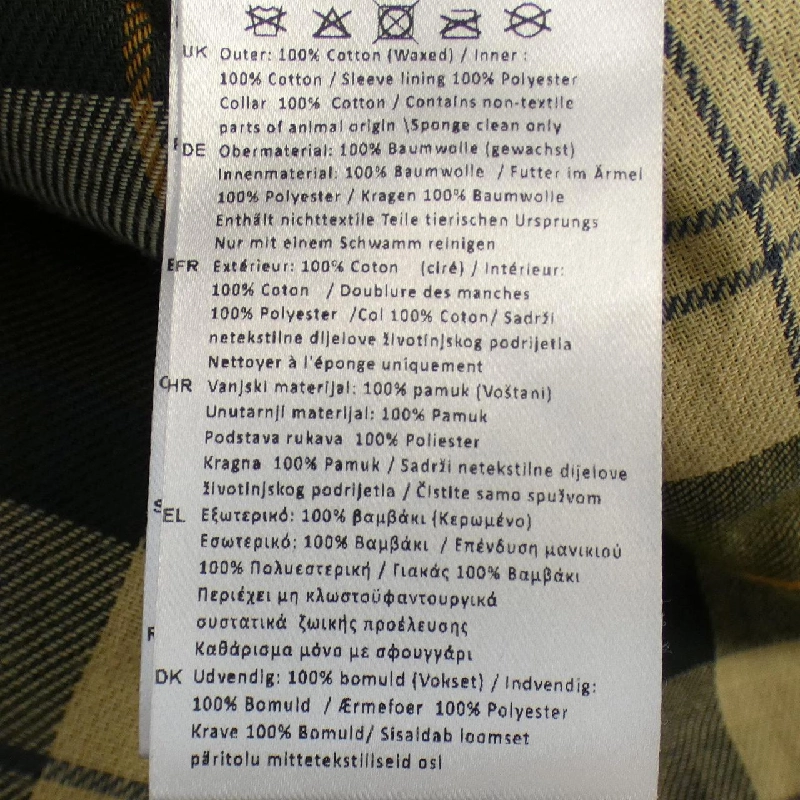 UK Outer: 100% Cotton (Waxed) / Inner :
100% Cotton / Sleeve lining 100% Polyester
Collar 100% Cotton / Contains non-textile
parts of animal origin \Sponge clean only
DE Obermaterial: 100% Baumwolle (gewachst)
Innenmaterial: 100% Baumwolle / Futter im Ärmel
100% Polyester / Kragen 100% Baumwolle
Enthält nichttextile Teile tierischen Ursprungs
Nur mit einem Schwamm reinigen
FR Extérieur: 100% Coton (ciré) / Intérieur:
100% Coton / Doublure des manches
100% Polyester /Col 100% Coton/ Sadrži
netekstilne dijelove životinjskog podrijetla
Nettoyer à l'éponge uniquement
HR Vanjski materijal: 100% pamuk (Voštani)
Unutarnji materijal: 100% Pamuk
Podstava rukava 100% Poliester
Kragna 100% Pamuk / Sadrži netekstilne dijelove
životinjskog podrijetla / Čistite samo spužvom
EL Εξωτερικό: 100% βαμβάκι (Κερωμένο)
Εσωτερικό: 100% Βαμβάκι / Επένδυση μανικιού
100% Πολυεστερική / Γιακάς 100% Βαμβάκι
Περιέχει μη κλωστοϋφαντουργικά
συστατικά ζωικής προέλευσης
Καθάρισμα μόνο με σφουγγάρι
DK Udvendig: 100% bomuld (Vokset) / Indvendig:
100% Bomuld / Ærmefoer 100% Polyester
Krave 100% Bomuld/ Sisaldab loomset
päritolu mittetekstiilseid osi